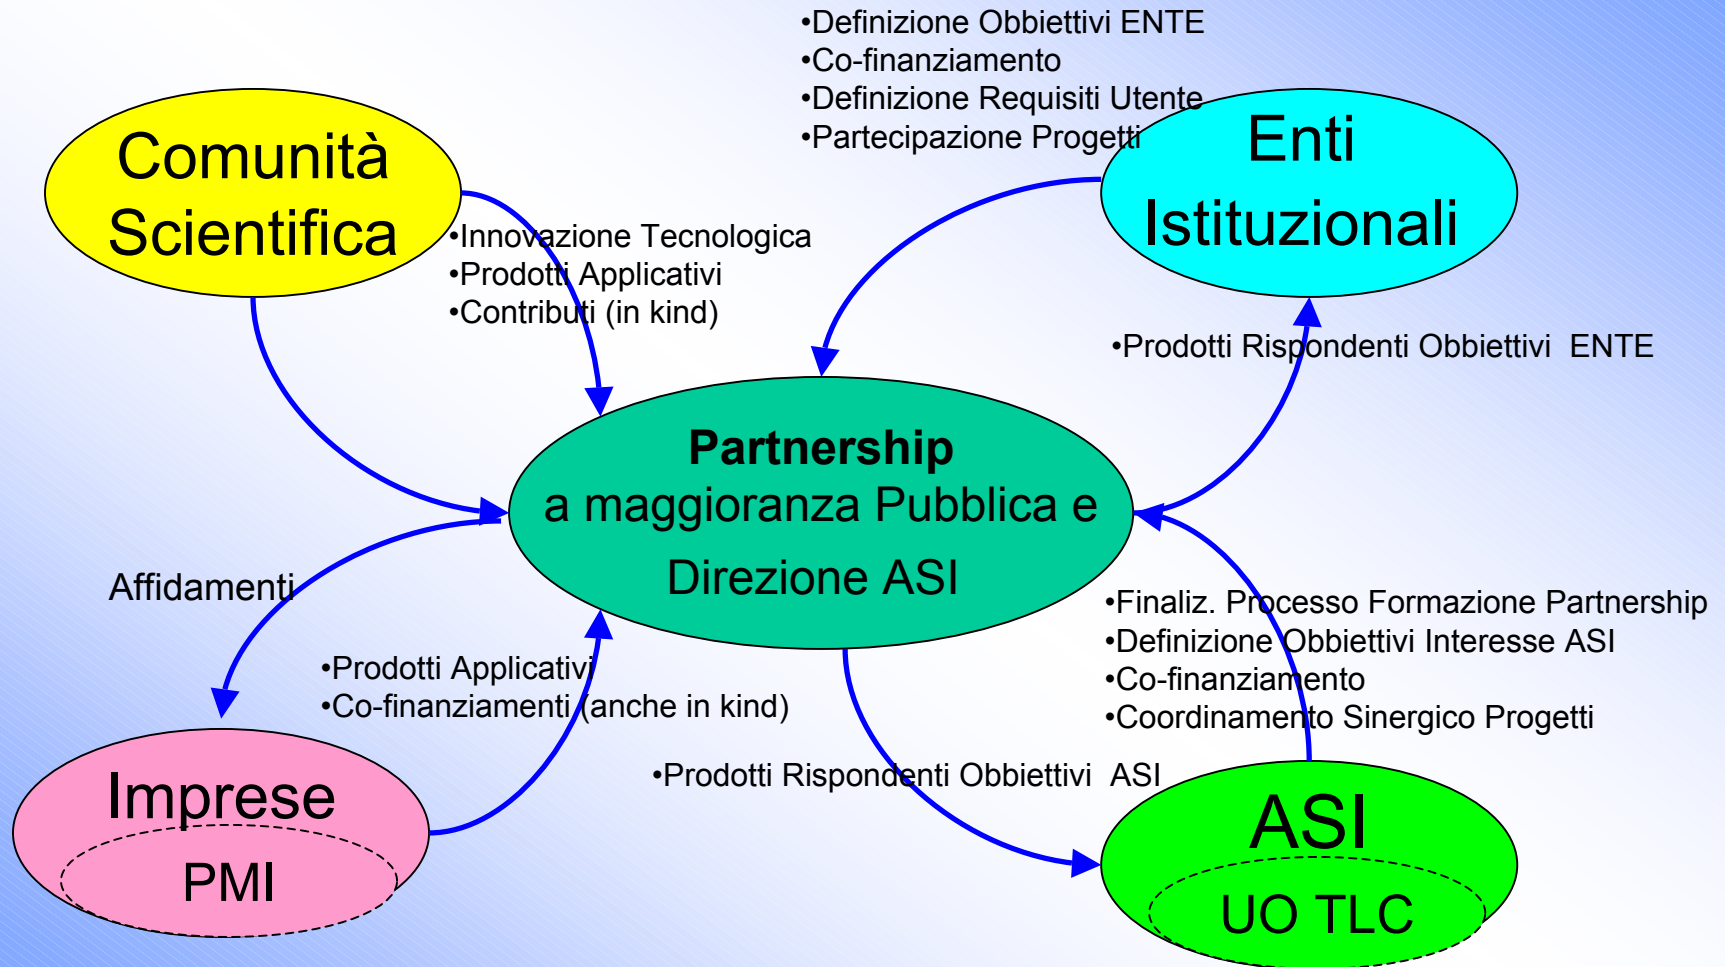 •Definizione Obbiettivi ENTE
•Co-finanziamento
•Definizione Requisiti Utente
•Partecipazione Progetti
Comunità
Scientifica
Enti
Istituzionali
•Innovazione Tecnologica
•Prodotti Applicativi
•Contributi (in kind)
•Prodotti Rispondenti Obbiettivi  ENTE
Partnership
a maggioranza Pubblica e
Direzione ASI
Affidamenti
•Finaliz. Processo Formazione Partnership
•Definizione Obbiettivi Interesse ASI
•Co-finanziamento
•Coordinamento Sinergico Progetti
•Prodotti Applicativi
•Co-finanziamenti (anche in kind)
•Prodotti Rispondenti Obbiettivi  ASI
Imprese
PMI
ASI
UO TLC